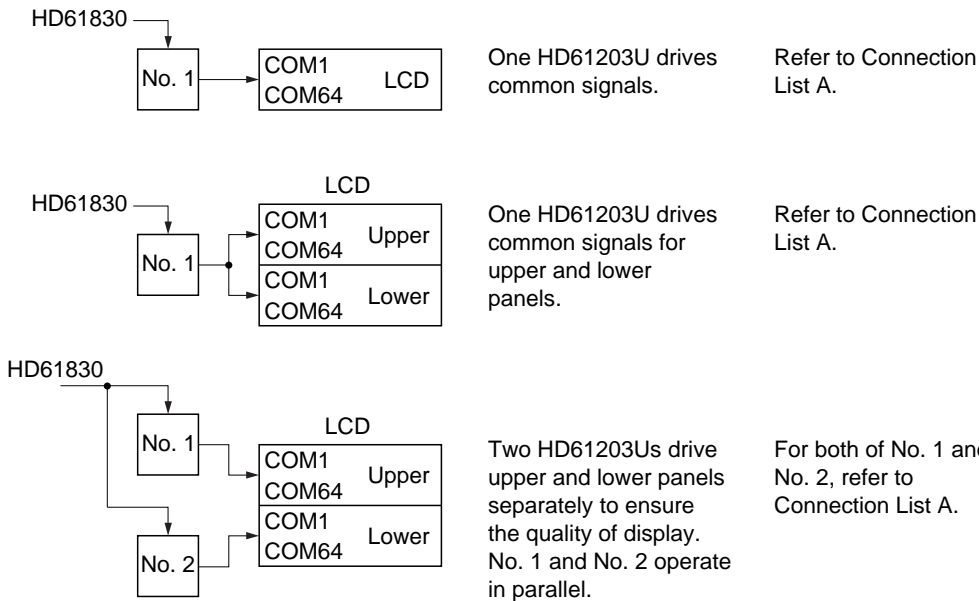 HD61830
No. 1
COM1
COM64
LCD
One HD61203U drives
common signals.
Refer to Connection
List A.
LCD
HD61830
No. 1
COM1
COM64
Upper
COM1
COM64
Lower
One HD61203U drives
common signals for
upper and lower
panels.
Refer to Connection
List A.
HD61830
No. 1
No. 2
LCD
COM1
COM64
Upper
COM1
COM64
Lower
Two HD61203Us drive
upper and lower panels
separately to ensure
the quality of display.
No. 1 and No. 2 operate
in parallel.
For both of No. 1 and
No. 2, refer to
Connection List A.